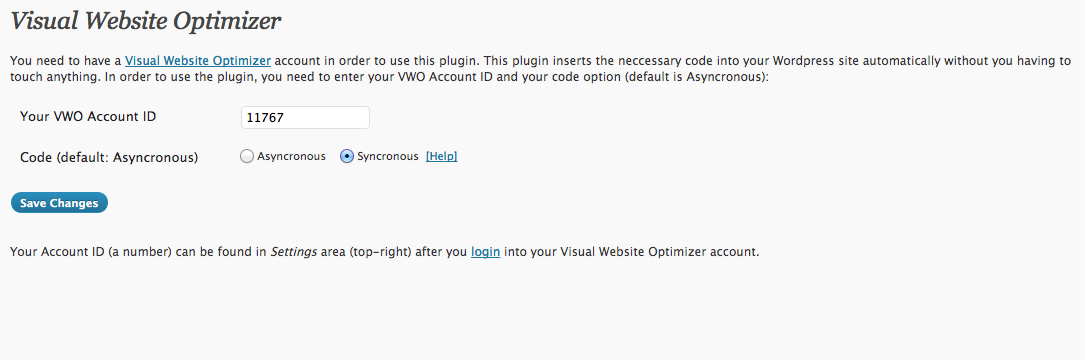 Visual Website Optimizer
You need to have a Visual Website Optimizer account in order to use this plugin. This plugin inserts the neccessary code into your Wordpress site automatically without you having to
touch anything. In order to use the plugin, you need to enter your VWO Account ID and your code option (default is Asyncronous):
Your VWO Account ID 11767
Code (default: Asyncronous) Asyncronous Syncronous [Help]
Save Changes
Your Account ID (a number) can be found in Settings area (top-right) after you login into your Visual Website Optimizer account.